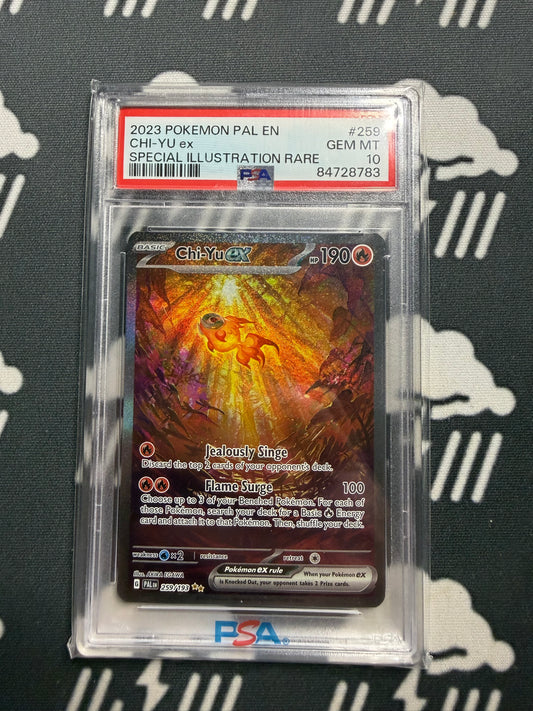 2023 POKEMON PAL EN #259
CHI-YU ex GEM MT
SPECIAL ILLUSTRATION RARE 10
PSA 84728783
BASIC Chi-Yu ex HP 190
Jealously Singe
Discard the top 2 cards of your opponent's deck.
Flame Surge 100
Choose up to 3 of your Benched Pokémon. For each of
those Pokémon, search your deck for a Basic Energy
card and attach it to that Pokémon. Then, shuffle your deck.
weakness ×2 resistance retreat
Illus. AKIRA EGAWA
Pokémon ex rule When your Pokémon ex
is Knocked Out, your opponent takes 2 Prize cards.
G PAL EN 259/193
PSA